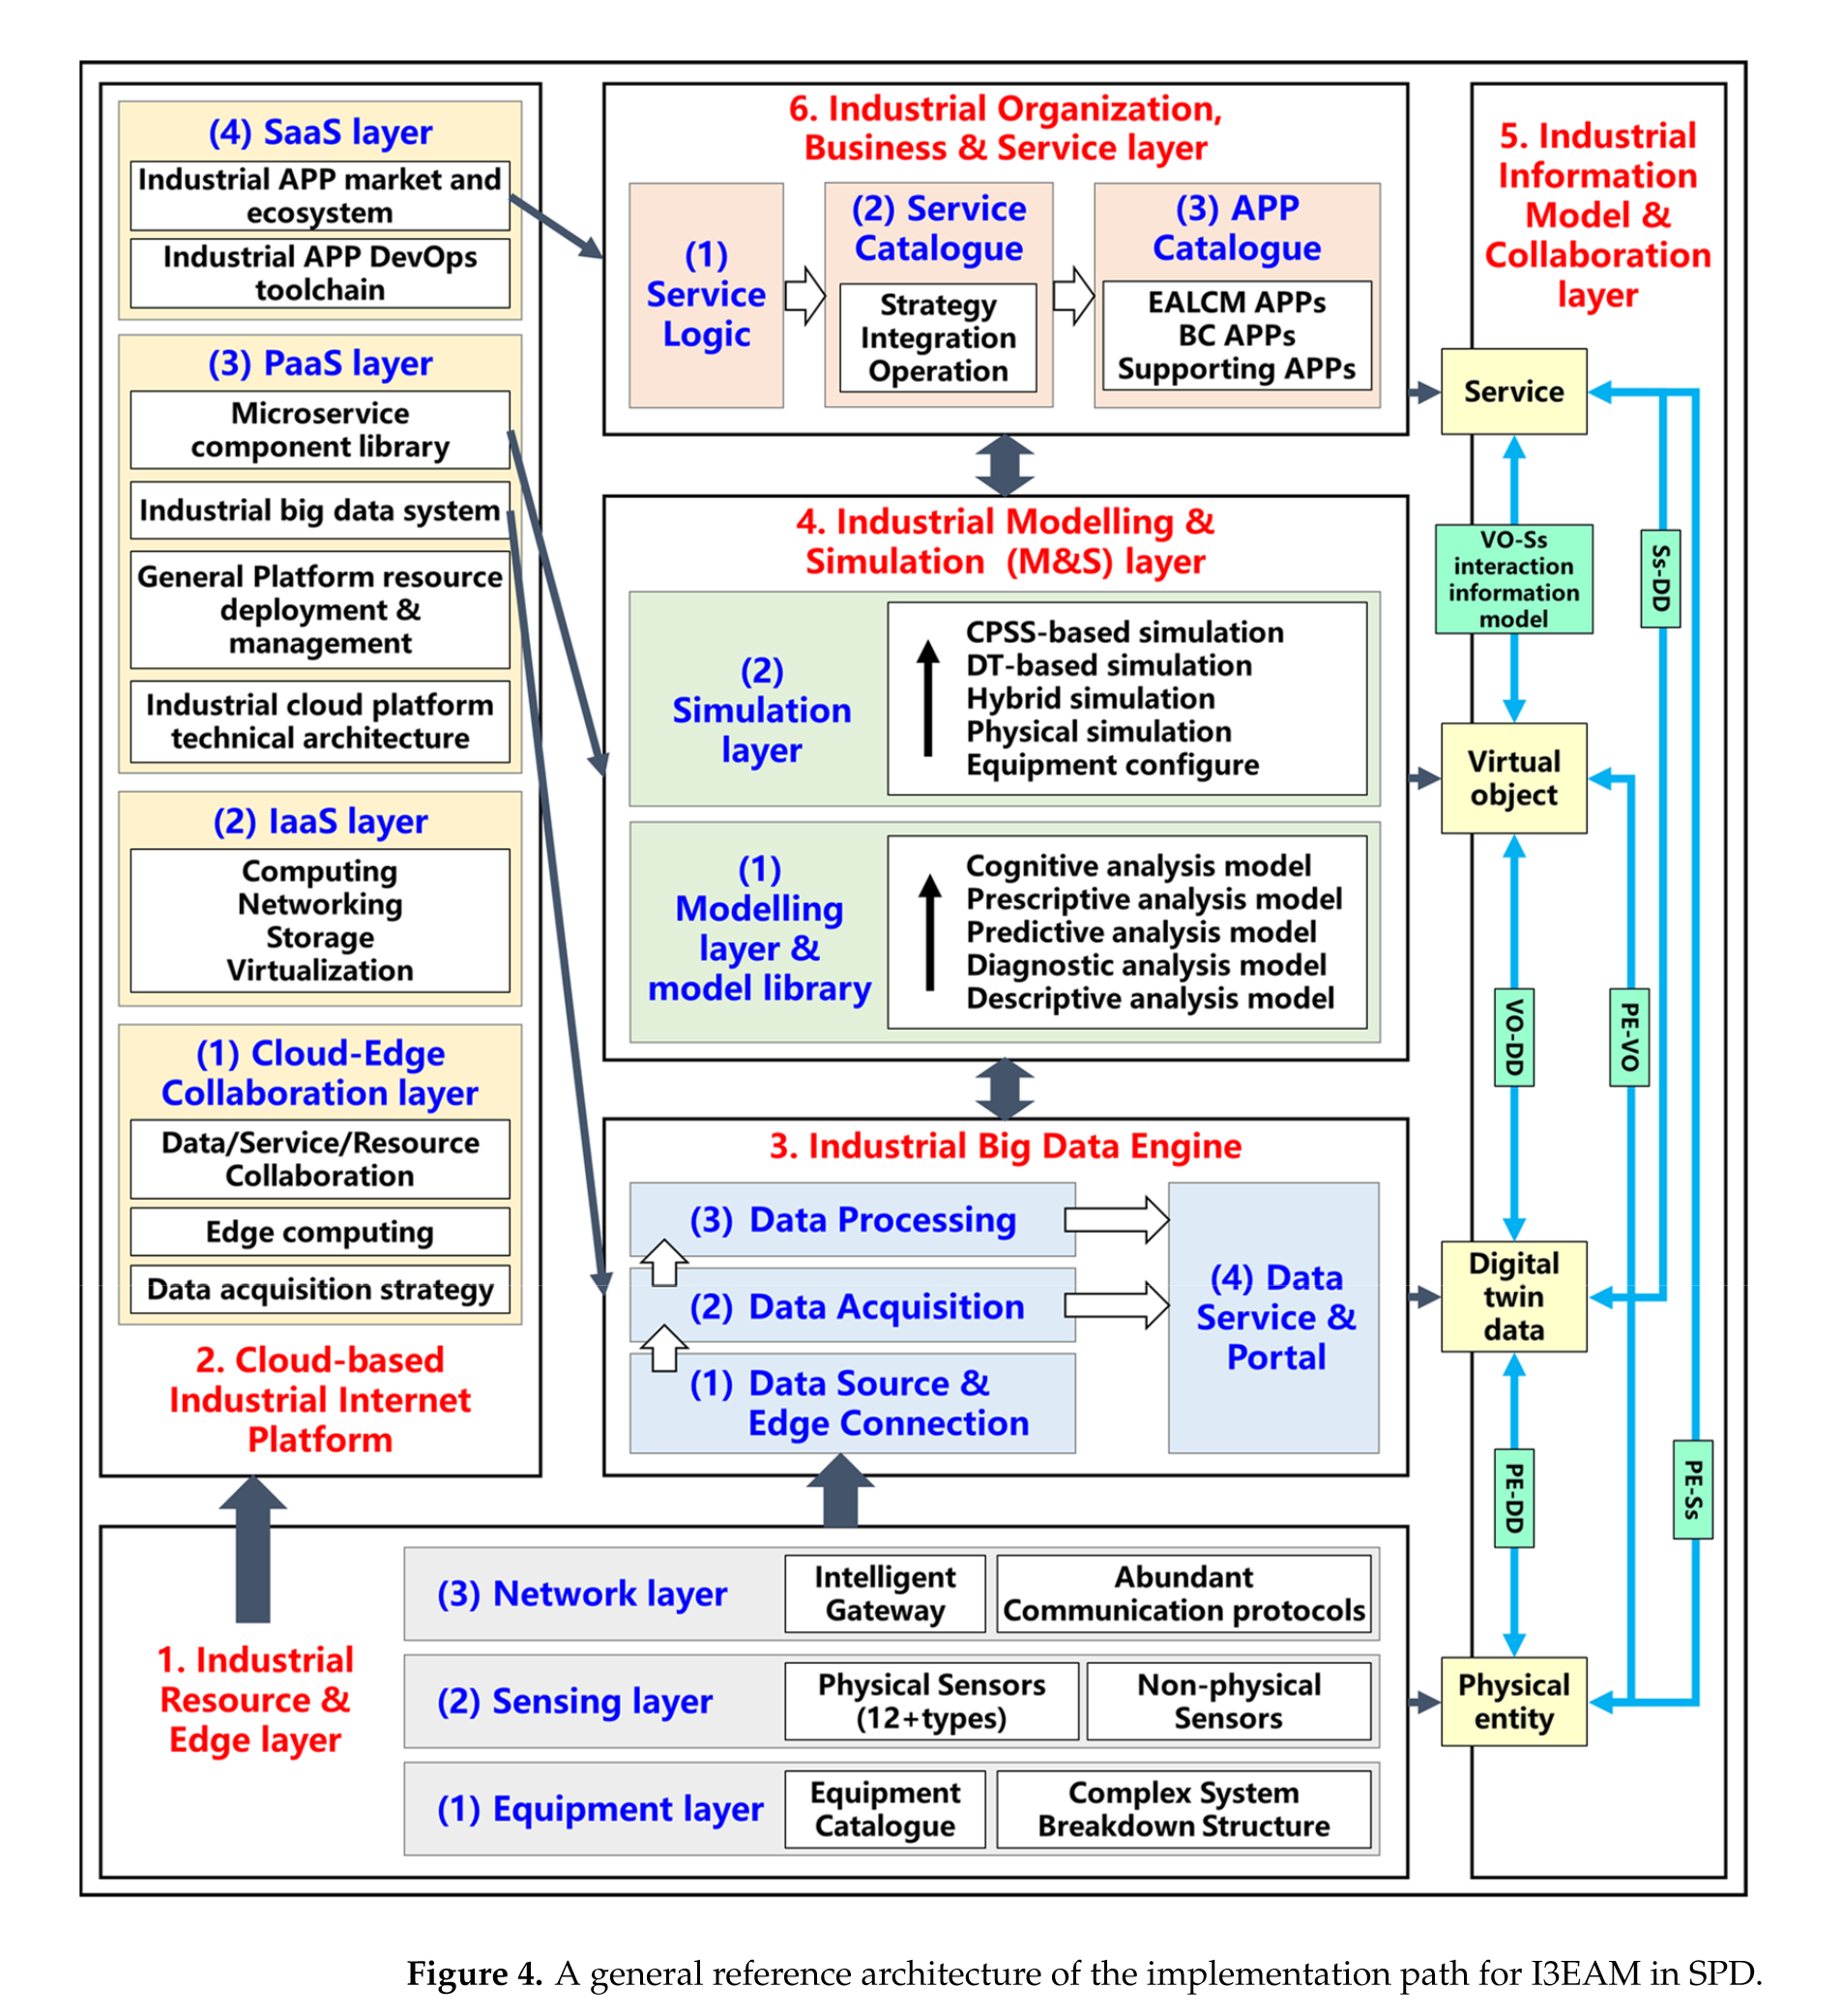 (4) SaaS layer
Industrial APP market and
ecosystem
Industrial APP DevOps
toolchain
(3) PaaS layer
Microservice
component library
Industrial big data system
General Platform resource
deployment &
management
Industrial cloud platform
technical architecture
(2) IaaS layer
Computing
Networking
Storage
Virtualization
(1) Cloud-Edge
Collaboration layer
Data/Service/Resource
Collaboration
Edge computing
Data acquisition strategy
2. Cloud-based
Industrial Internet
Platform
6. Industrial Organization,
Business & Service layer
(1)
Service
Logic
(2) Service
Catalogue
Strategy
Integration
Operation
(3) APP
Catalogue
EALCM APPs
BC APPs
Supporting APPs
4. Industrial Modelling &
Simulation (M&S) layer
(2)
Simulation
layer
CPSS-based simulation
DT-based simulation
Hybrid simulation
Physical simulation
Equipment configure
(1)
Modelling
layer &
model library
Cognitive analysis model
Prescriptive analysis model
Predictive analysis model
Diagnostic analysis model
Descriptive analysis model
3. Industrial Big Data Engine
(3) Data Processing
(2) Data Acquisition
(1) Data Source &
Edge Connection
(4) Data
Service &
Portal
1. Industrial
Resource &
Edge layer
(3) Network layer
Intelligent
Gateway
Abundant
Communication protocols
(2) Sensing layer
Physical Sensors
(12+types)
Non-physical
Sensors
(1) Equipment layer
Equipment
Catalogue
Complex System
Breakdown Structure
5. Industrial
Information
Model &
Collaboration
layer
Service
VO-Ss
interaction
information
model
Ss-DD
Virtual
object
VO-DD
PE-VO
Digital
twin
data
PE-DD
PE-Ss
Physical
entity
Figure 4. A general reference architecture of the implementation path for I3EAM in SPD.